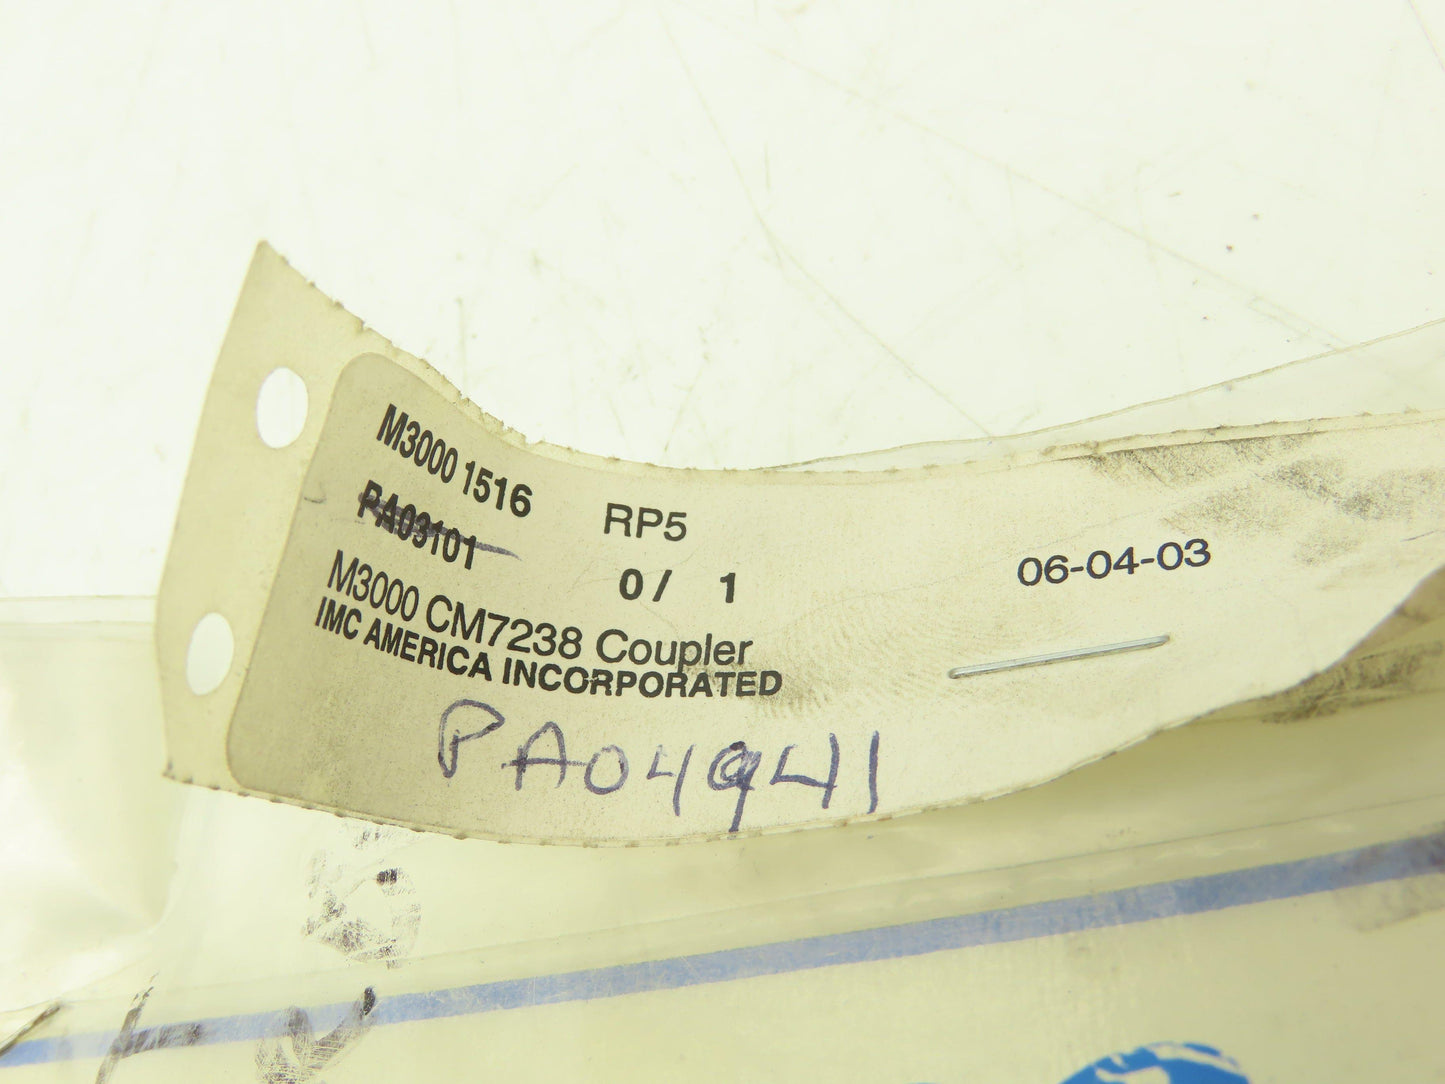 M3000 1516 RP5
PA03101 0/ 1 06-04-03
M3000 CM7238 Coupler
IMC AMERICA INCORPORATED
PA04941